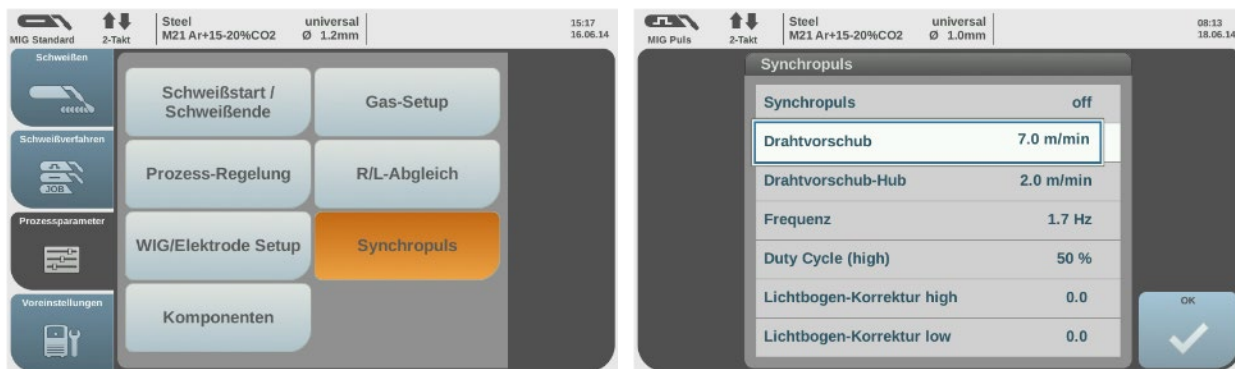 MIG Standard
2-Takt
Steel universal
M21 Ar+15-20%CO2 Ø 1.2mm
15:17
16.06.14
Schweißen
Schweißverfahren
JOB
Prozessparameter
Voreinstellungen
Schweißstart /
Schweißende
Gas-Setup
Prozess-Regelung
R/L-Abgleich
WIG/Elektrode Setup
Synchropuls
Komponenten
MIG Puls
2-Takt
Steel universal
M21 Ar+15-20%CO2 Ø 1.0mm
08:13
18.06.14
Synchropuls
Synchropuls off
Drahtvorschub 7.0 m/min
Drahtvorschub-Hub 2.0 m/min
Frequenz 1.7 Hz
Duty Cycle (high) 50 %
Lichtbogen-Korrektur high 0.0
Lichtbogen-Korrektur low 0.0
OK